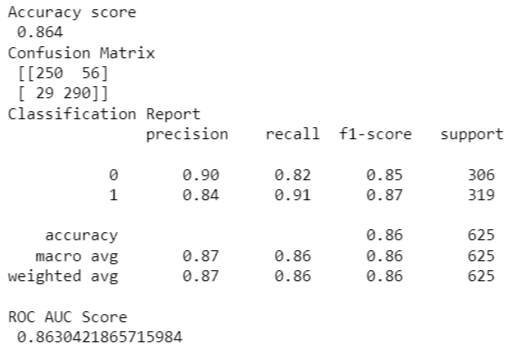 Accuracy score
0.864
Confusion Matrix
[[250  56]
[ 29 290]]
Classification Report
precision    recall  f1-score   support
0       0.90      0.82      0.85       306
1       0.84      0.91      0.87       319
accuracy                           0.86       625
macro avg       0.87      0.86      0.86       625
weighted avg       0.87      0.86      0.86       625
ROC AUC Score
0.8630421865715984